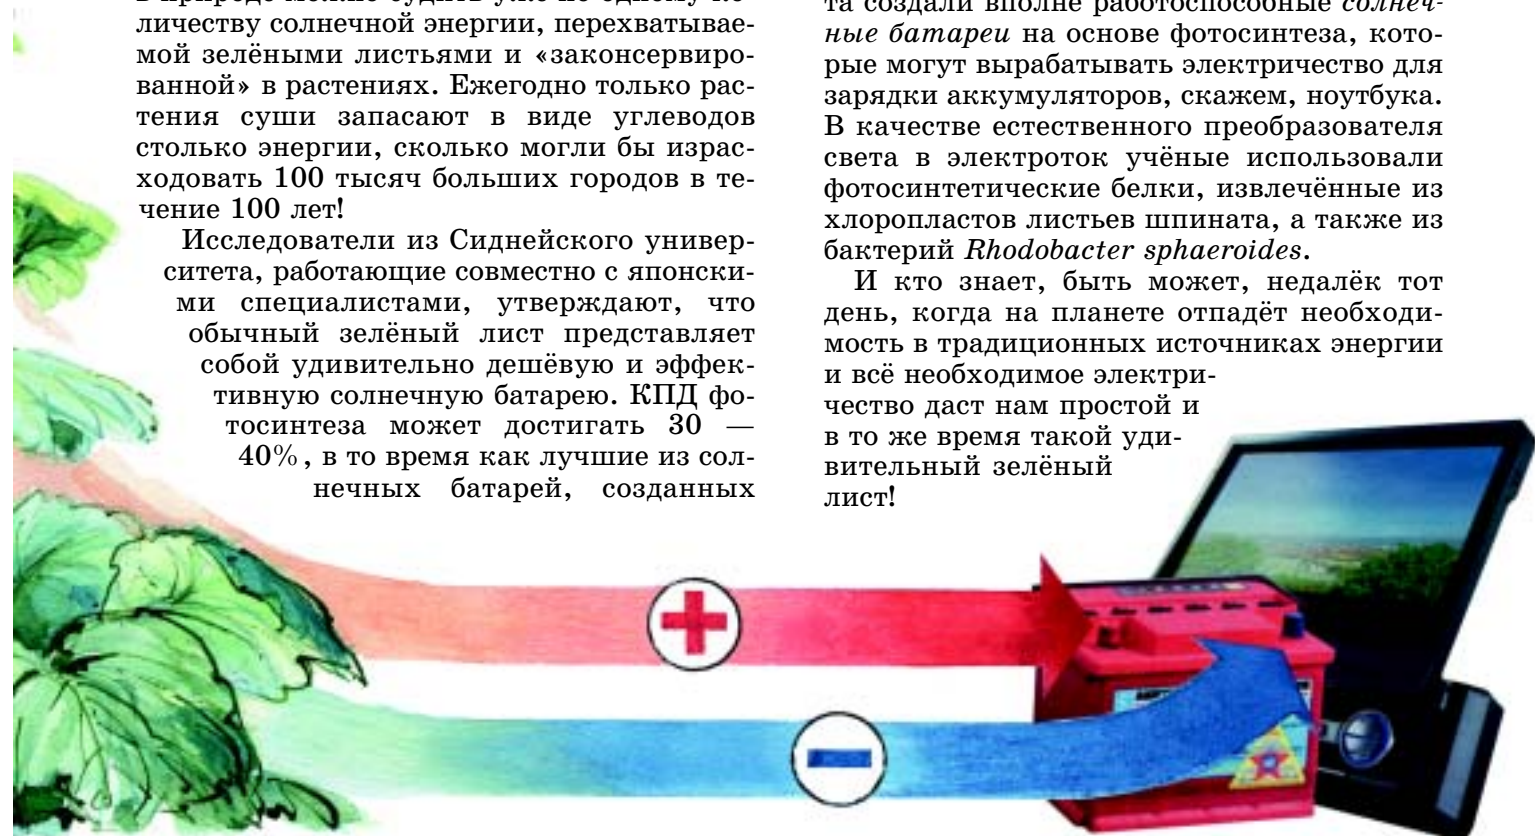 личеству солнечной энергии, перехватывае-
мой зелёными листьями и «законсервиро-
ванной» в растениях. Ежегодно только рас-
тения суши запасают в виде углеводов
столько энергии, сколько могли бы израс-
ходовать 100 тысяч больших городов в те-
чение 100 лет!
Исследователи из Сиднейского универ-
ситета, работающие совместно с японски-
ми специалистами, утверждают, что
обычный зелёный лист представляет
собой удивительно дешёвую и эффек-
тивную солнечную батарею. КПД фо-
тосинтеза может достигать 30 —
40%, в то время как лучшие из сол-
нечных батарей, созданных
та создали вполне работоспособные солнеч-
ные батареи на основе фотосинтеза, кото-
рые могут вырабатывать электричество для
зарядки аккумуляторов, скажем, ноутбука.
В качестве естественного преобразователя
света в электроток учёные использовали
фотосинтетические белки, извлечённые из
хлоропластов листьев шпината, а также из
бактерий Rhodobacter sphaeroides.
И кто знает, быть может, недалёк тот
день, когда на планете отпадёт необходи-
мость в традиционных источниках энергии
и всё необходимое электри-
чество даст нам простой и
в то же время такой уди-
вительный зелёный
лист!